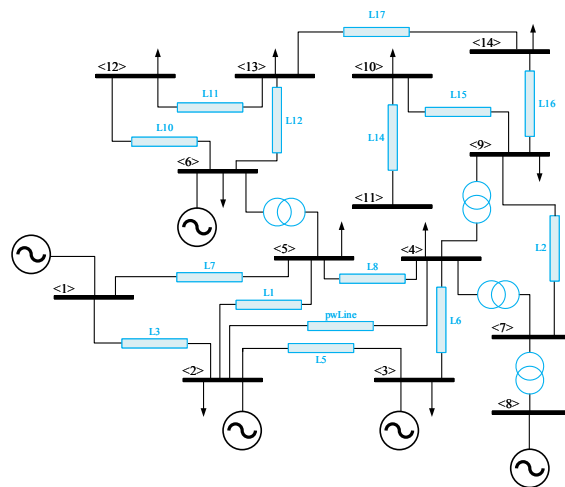 L17
<14>
<12>
<13>
<10>
L11
L15
L16
L12
L10
L14
<9>
<6>
<11>
<5>
<4>
L2
L7
L8
<1>
L1
L6
pwLine
<7>
L3
L5
<2>
<3>
<8>